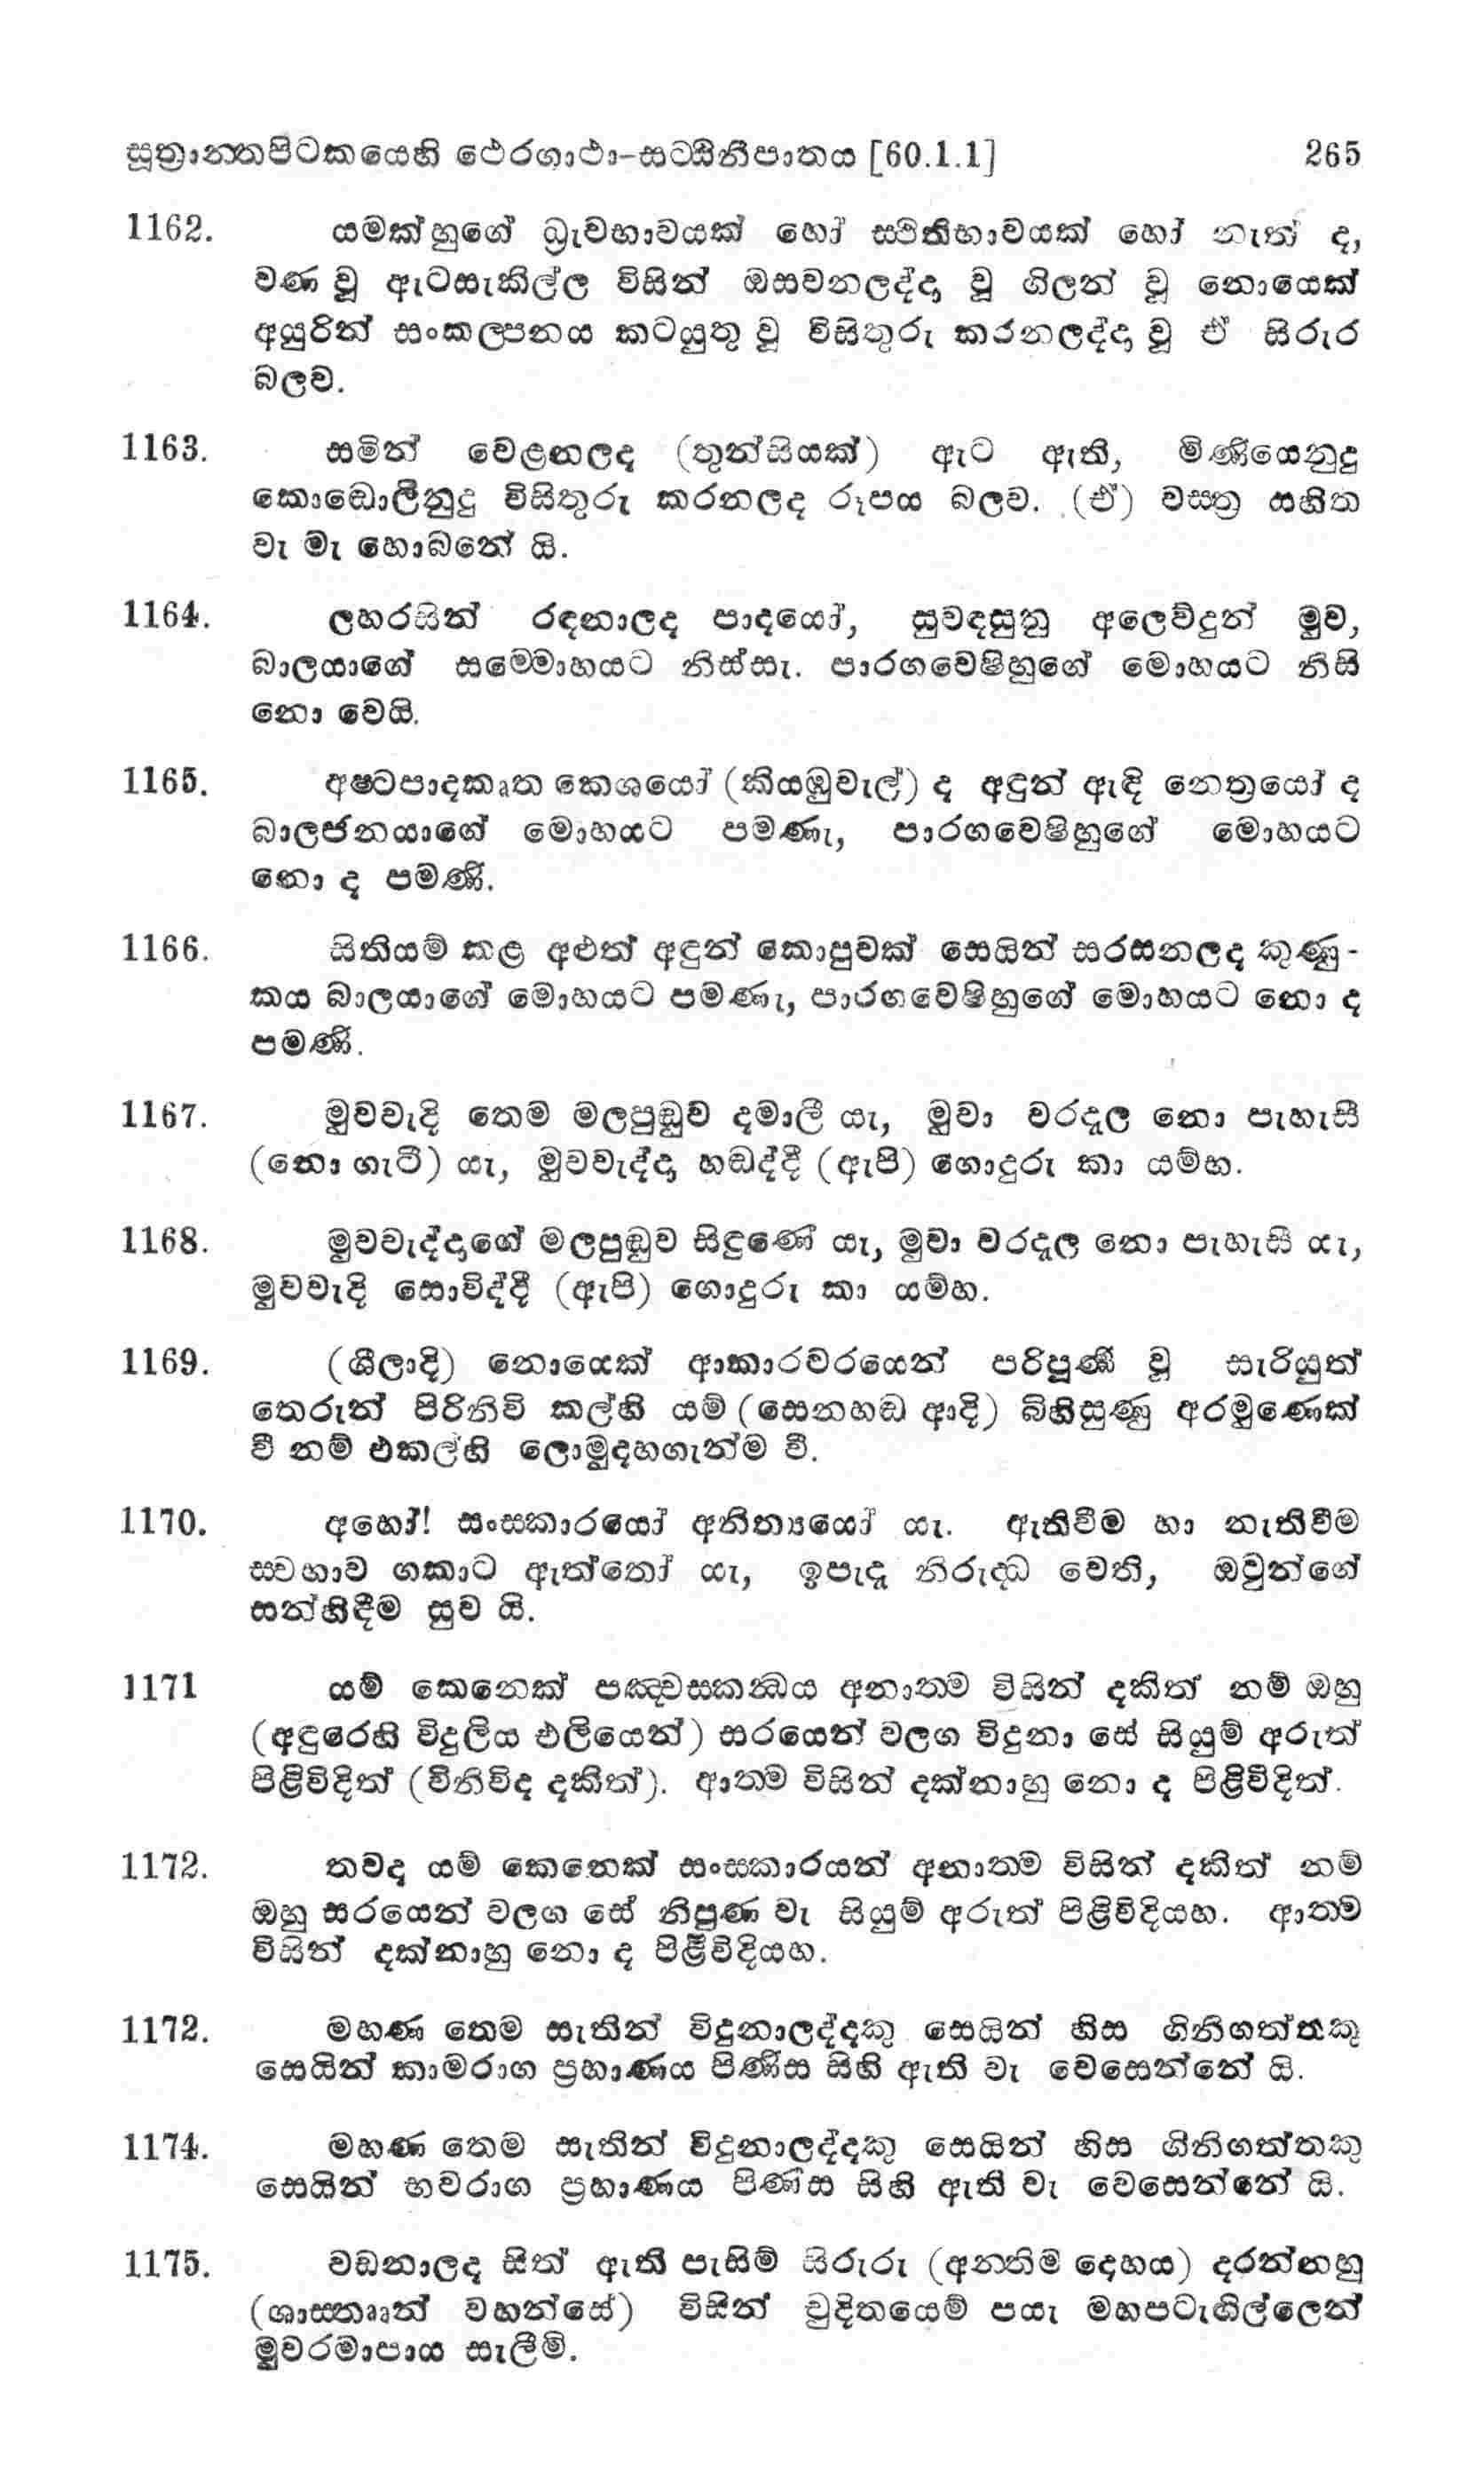 සූත්‍රාන්තපිටකයෙහි ථෙරගාථා-සට්ඨිනිපාතය [60.1.1] 265
1162. යමක්හුගේ ධ්‍රැවභාවයක් හෝ ස්ථිතිභාවයක් හෝ නැත් ද,
වණ වූ ඇටසැකිල්ල විසින් ඔසවනලද්ද වූ ගිලන් වූ නොයෙක්
අයුරින් සංකල්පනය කටයුතු වූ විසිතුරු කරනලද්ද වූ ඒ සිරුර
බලව.
1163. සමින් වෙළනලද (තුන්සියක්) ඇට ඇති, මිණියෙනුදු
කොඬොලිනුදු විසිතුරු කරනලද රූපය බලව. (ඒ) වස්ත්‍ර සහිත
වැ මැ හොබනේ යි.
1164. ලහරසින් රඳනාලද පාදයෝ, සුවඳසුනු අලෙව්දුන් මුව,
බාලයාගේ සම්මොහයට නිස්සැ. පාරගවෙෂිහුගේ මොහයට නිසි
නො වෙයි.
1165. අෂ්ටපාදකෘත කෙශයෝ (කියඹුවැල්) ද අඳුන් ඇඳි නෙත්‍රයෝ ද
බාලජනයාගේ මොහයට පමණැ, පාරගවෙෂිහුගේ මොහයට
නො ද පමණි.
1166. සිතියම් කළ අළුත් අඳුන් කොපුවක් සෙයින් සරසනලද කුණු-
කය බාලයාගේ මොහයට පමණැ, පාරගවෙෂිහුගේ මොහයට නො ද
පමණි.
1167. මුවවැදි තෙම මලපුඬුව දමාලී යැ, මුවා වරදැල නො පැහැසී
(නො ගැටී) යැ, මුවවැද්දා හඬද්දී (ඇපි) ගොදුරු කා යම්හ.
1168. මුවවැද්දාගේ මලපුඬුව සිඳුණේ යැ, මුවා වරදැල නො පැහැසී යැ,
මුවවැදි සොවිද්දී (ඇපි) ගොදුරු කා යම්හ.
1169. (ශීලාදි) නොයෙක් ආකාරවරයෙන් පරිපූර්ණ වූ සැරියුත්
තෙරුන් පිරිනිවි කල්හි යම් (සෙනහඬ ආදි) බිහිසුණු අරමුණෙක්
වී නම් එකල්හි ලොමුදහගැන්ම වී.
1170. අහෝ! සංස්කාරයෝ අනිත්‍යයෝ යැ. ඇතිවීම හා නැතිවීම
ස්වභාව ගකාට ඇත්තෝ යැ, ඉපැද නිරුද්ධ වෙති, ඔවුන්ගේ
සන්හිඳීම සුව යි.
1171 යම් කෙනෙක් පඤ්චස්කන්ධය අනාත්ම විසින් දකිත් නම් ඔහු
(අඳුරෙහි විදුලිය එලියෙන්) සරයෙන් වලග විදුනා සේ සියුම් අරුත්
පිළිවිදිත් (විනිවිද දකිත්). ආත්ම විසින් දක්නාහු නො ද පිළිවිදිත්.
1172. තවද යම් කෙනෙක් සංස්කාරයන් අනාත්ම විසින් දකිත් නම්
ඔහු සරයෙන් වලග සේ නිපුණ වැ සියුම් අරුත් පිළිවිදියහ. ආත්ම
විසින් දක්නාහු නො ද පිළිවිදියහ.
1172. මහණ තෙම සැතින් විදුනාලද්දකු සෙයින් හිස ගිනිගත්තකු
සෙයින් කාමරාග ප්‍රහාණය පිණිස සිහි ඇති වැ වෙසෙන්නේ යි.
1174. මහණ තෙම සැතින් විදුනාලද්දකු සෙයින් හිස ගිනිගත්තකු
සෙයින් භවරාග ප්‍රහාණය පිණිස සිහි ඇති වැ වෙසෙන්නේ යි.
1175. වඩනාලද සිත් ඇති පැසිම් සිරුරු (අන්තිම දෙහය) දරන්නහු
(ශාස්තෲන් වහන්සේ) විසින් චුදිතයෙම් පයැ මහපටැඟිල්ලෙන්
මුවරමාපාය සැලීමි.